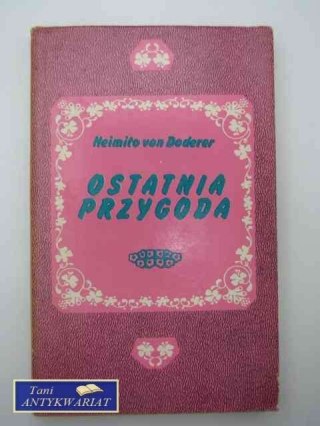 Heimito von Doderer
OSTATNIA
PRZYGODA
Tani
ANTYKWARIAT